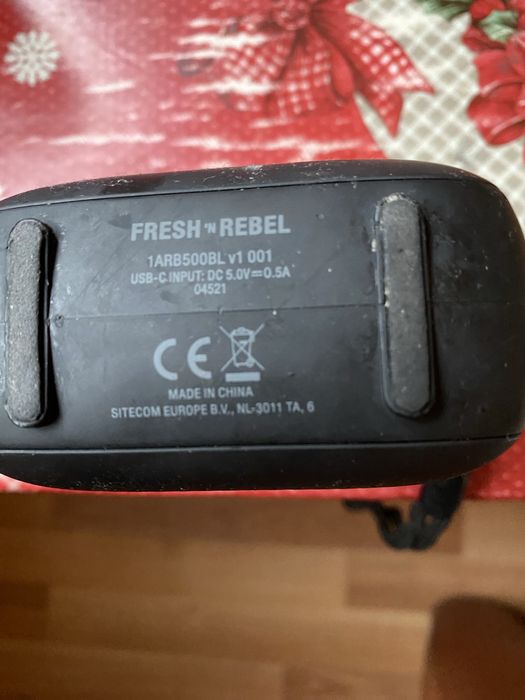 FRESH 'N REBEL
1ARB500BL v1 001
USB-C INPUT: DC 5.0V⎓0.5A
04521
CE
MADE IN CHINA
SITECOM EUROPE B.V., NL-3011 TA, 6